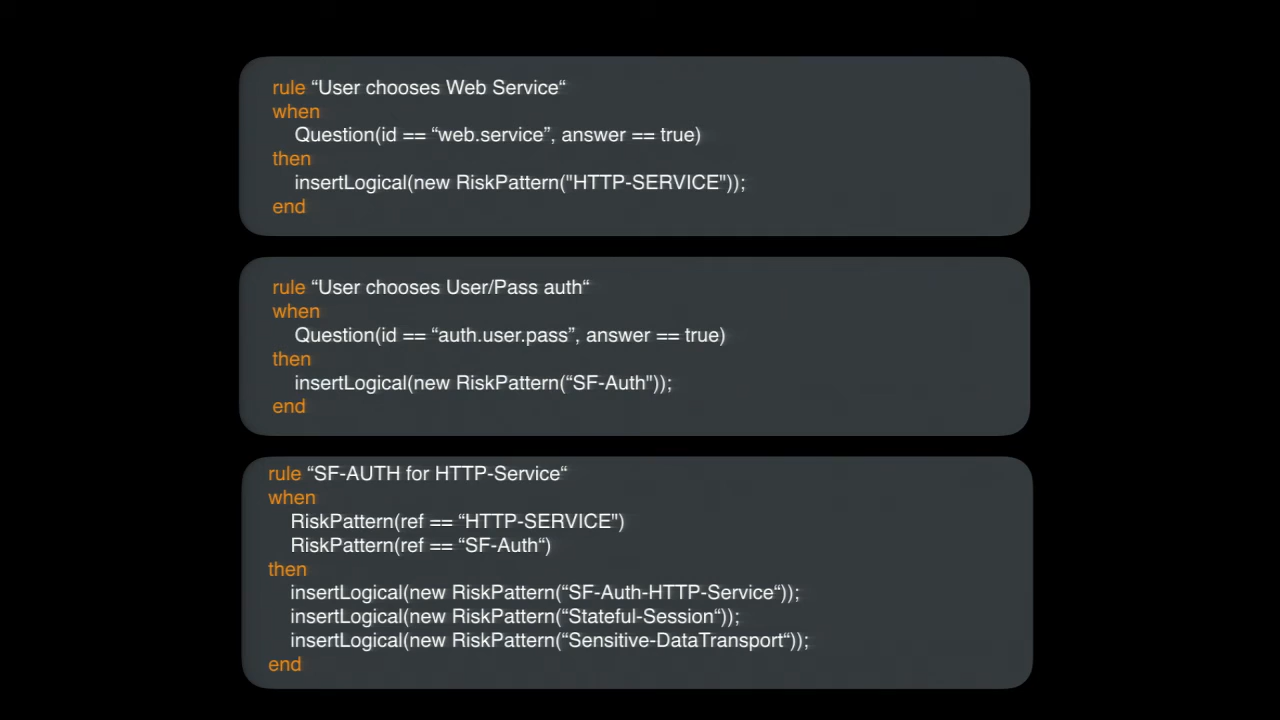 rule “User chooses Web Service“
when
Question(id == “web.service”, answer == true)
then
insertLogical(new RiskPattern("HTTP-SERVICE"));
end
rule “User chooses User/Pass auth“
when
Question(id == “auth.user.pass”, answer == true)
then
insertLogical(new RiskPattern(“SF-Auth"));
end
rule “SF-AUTH for HTTP-Service“
when
RiskPattern(ref == “HTTP-SERVICE")
RiskPattern(ref == “SF-Auth“)
then
insertLogical(new RiskPattern(“SF-Auth-HTTP-Service“));
insertLogical(new RiskPattern(“Stateful-Session“));
insertLogical(new RiskPattern(“Sensitive-DataTransport“));
end